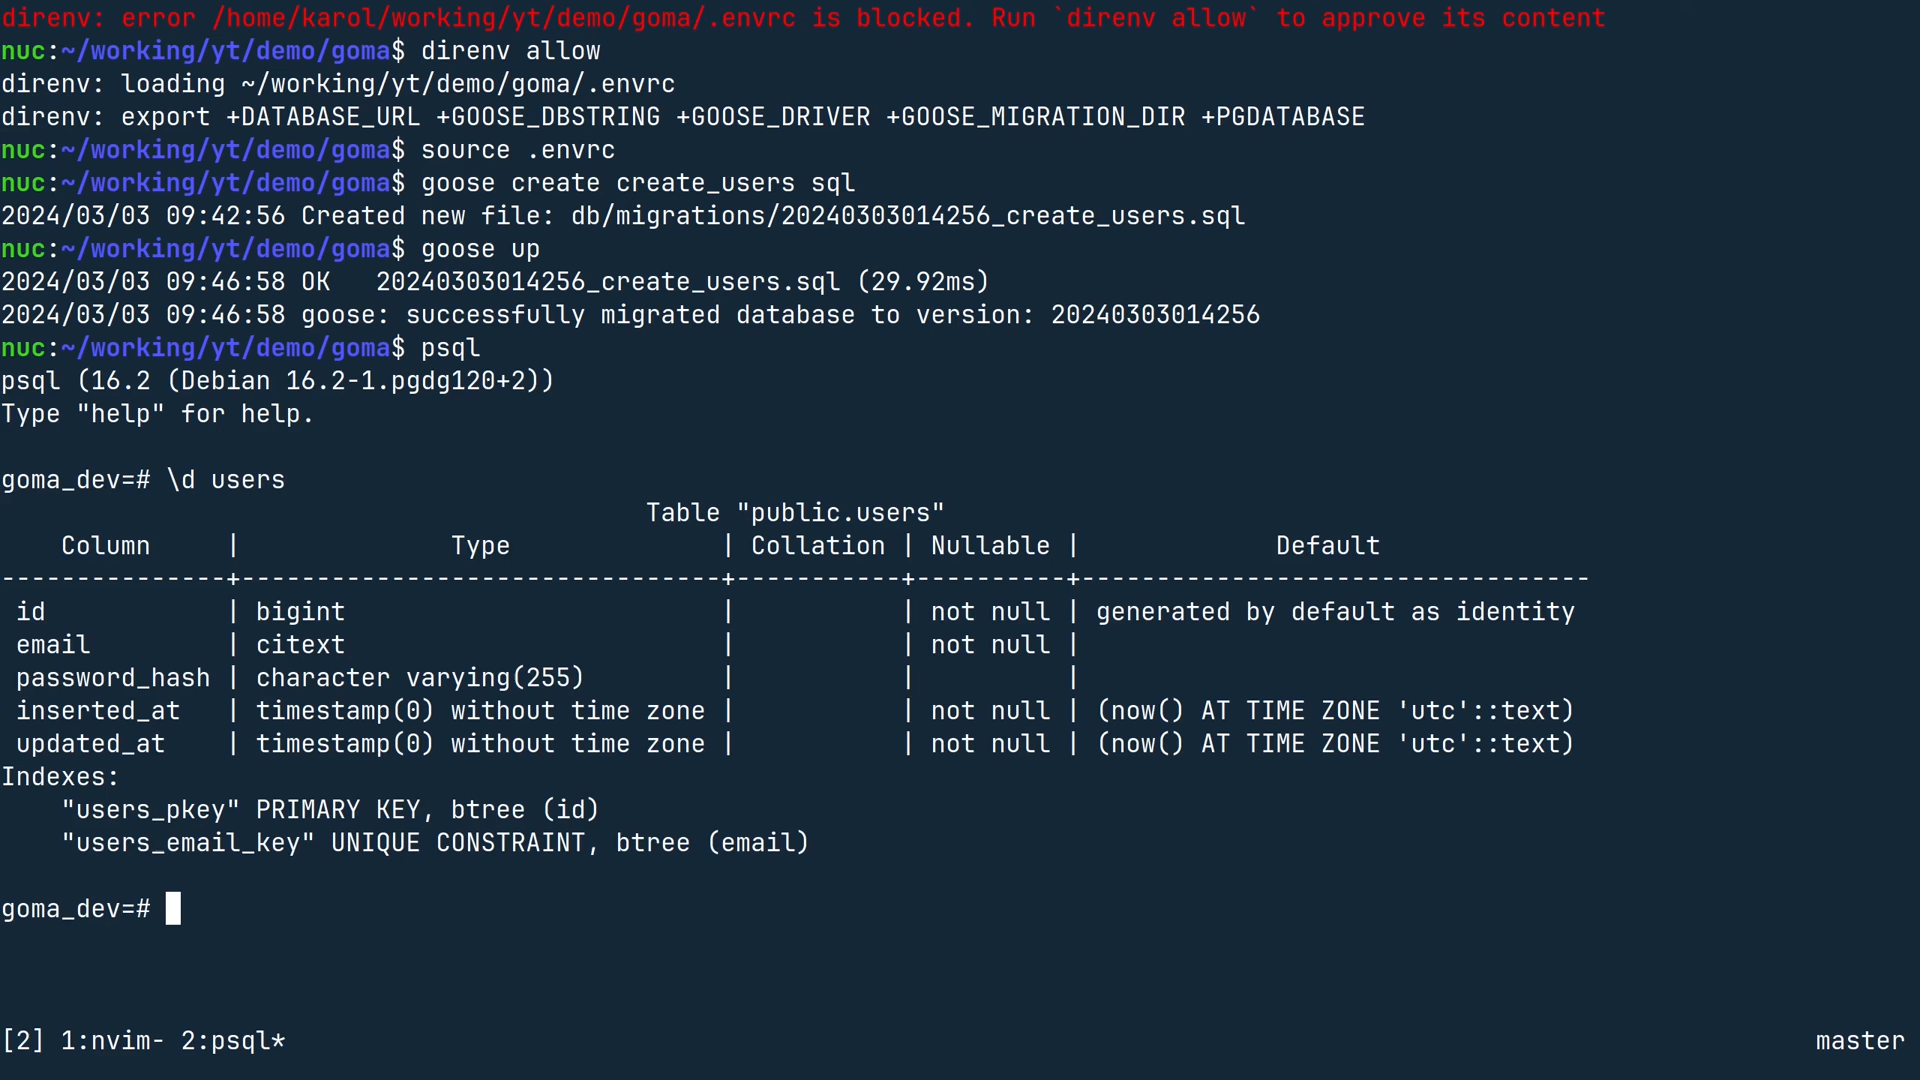 direnv: error /home/karol/working/yt/demo/goma/.envrc is blocked. Run `direnv allow` to approve its content
nuc:~/working/yt/demo/goma$ direnv allow
direnv: loading ~/working/yt/demo/goma/.envrc
direnv: export +DATABASE_URL +GOOSE_DBSTRING +GOOSE_DRIVER +GOOSE_MIGRATION_DIR +PGDATABASE
nuc:~/working/yt/demo/goma$ source .envrc
nuc:~/working/yt/demo/goma$ goose create create_users sql
2024/03/03 09:42:56 Created new file: db/migrations/20240303014256_create_users.sql
nuc:~/working/yt/demo/goma$ goose up
2024/03/03 09:46:58 OK   20240303014256_create_users.sql (29.92ms)
2024/03/03 09:46:58 goose: successfully migrated database to version: 20240303014256
nuc:~/working/yt/demo/goma$ psql
psql (16.2 (Debian 16.2-1.pgdg120+2))
Type "help" for help.

goma_dev=# \d users
                                           Table "public.users"
    Column     |              Type              | Collation | Nullable |             Default
---------------+--------------------------------+-----------+----------+----------------------------------
 id            | bigint                         |           | not null | generated by default as identity
 email         | citext                         |           | not null |
 password_hash | character varying(255)         |           |          |
 inserted_at   | timestamp(0) without time zone |           | not null | (now() AT TIME ZONE 'utc'::text)
 updated_at    | timestamp(0) without time zone |           | not null | (now() AT TIME ZONE 'utc'::text)
Indexes:
    "users_pkey" PRIMARY KEY, btree (id)
    "users_email_key" UNIQUE CONSTRAINT, btree (email)

goma_dev=#
[2] 1:nvim- 2:psql*
master